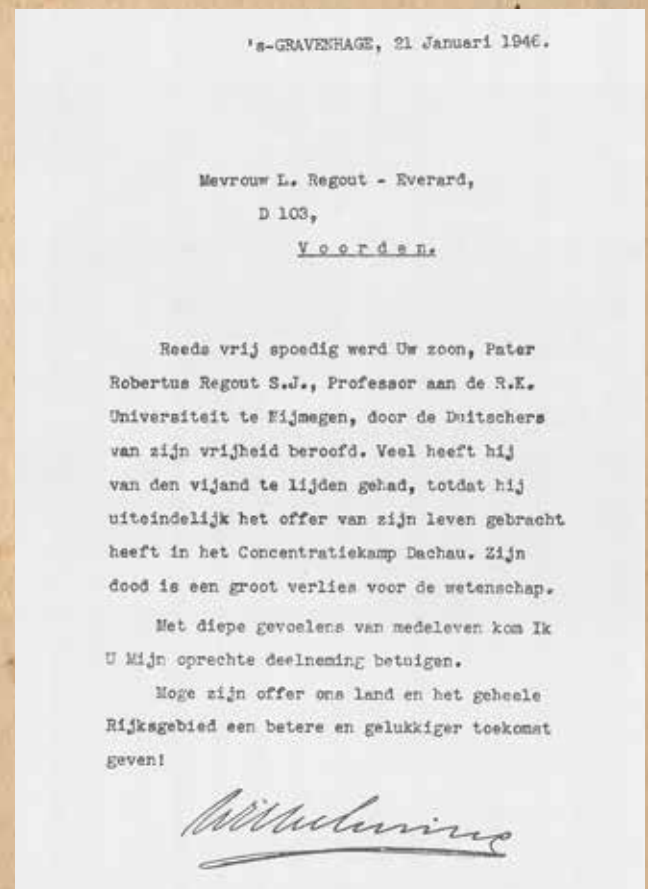 's-GRAVENHAGE, 21 Januari 1946.
Mevrouw L. Regout - Everard,
D 103,
Voorden.
Reeds vrij spoedig werd Uw zoon, Pater
Robertus Regout S.J., Professor aan de R.K.
Universiteit te Nijmegen, door de Duitschers
van zijn vrijheid beroofd. Veel heeft hij
van den vijand te lijden gehad, totdat hij
uiteindelijk het offer van zijn leven gebracht
heeft in het Concentratiekamp Dachau. Zijn
dood is een groot verlies voor de wetenschap.
Met diepe gevoelens van medeleven kom Ik
U Mijn oprechte deelneming betuigen.
Moge zijn offer ons land en het geheele
Rijksgebied een betere en gelukkiger toekomst
geven!
Wilhelmina